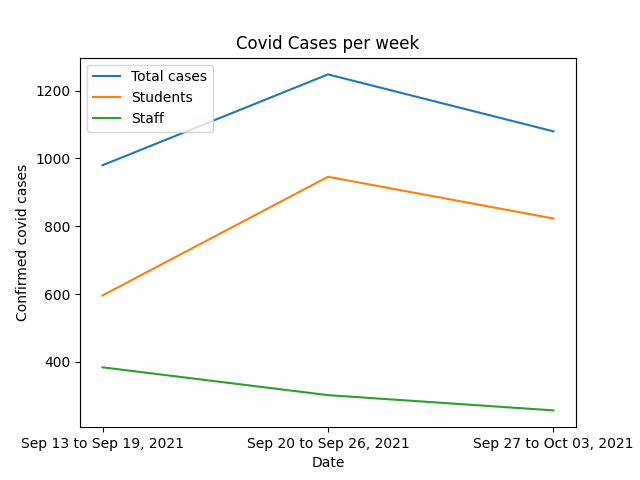 Covid Cases per week
Total cases
Students
Staff
Confirmed covid cases
1200
1000
800
600
400
Sep 13 to Sep 19, 2021
Sep 20 to Sep 26, 2021
Sep 27 to Oct 03, 2021
Date